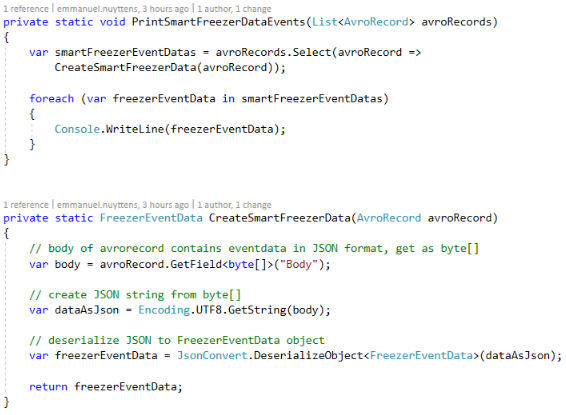 1 reference | emmanuel.nuyttens, 3 hours ago | 1 author, 1 change
private static void PrintSmartFreezerDataEvents(List<AvroRecord> avroRecords)
{
    var smartFreezerEventDatas = avroRecords.Select(avroRecord =>
        CreateSmartFreezerData(avroRecord));

    foreach (var freezerEventData in smartFreezerEventDatas)
    {
        Console.WriteLine(freezerEventData);
    }
}

1 reference | emmanuel.nuyttens, 3 hours ago | 1 author, 1 change
private static FreezerEventData CreateSmartFreezerData(AvroRecord avroRecord)
{
    // body of avrorecord contains eventdata in JSON format, get as byte[]
    var body = avroRecord.GetField<byte[]>("Body");

    // create JSON string from byte[]
    var dataAsJson = Encoding.UTF8.GetString(body);

    // deserialize JSON to FreezerEventData object
    var freezerEventData = JsonConvert.DeserializeObject<FreezerEventData>(dataAsJson);

    return freezerEventData;
}